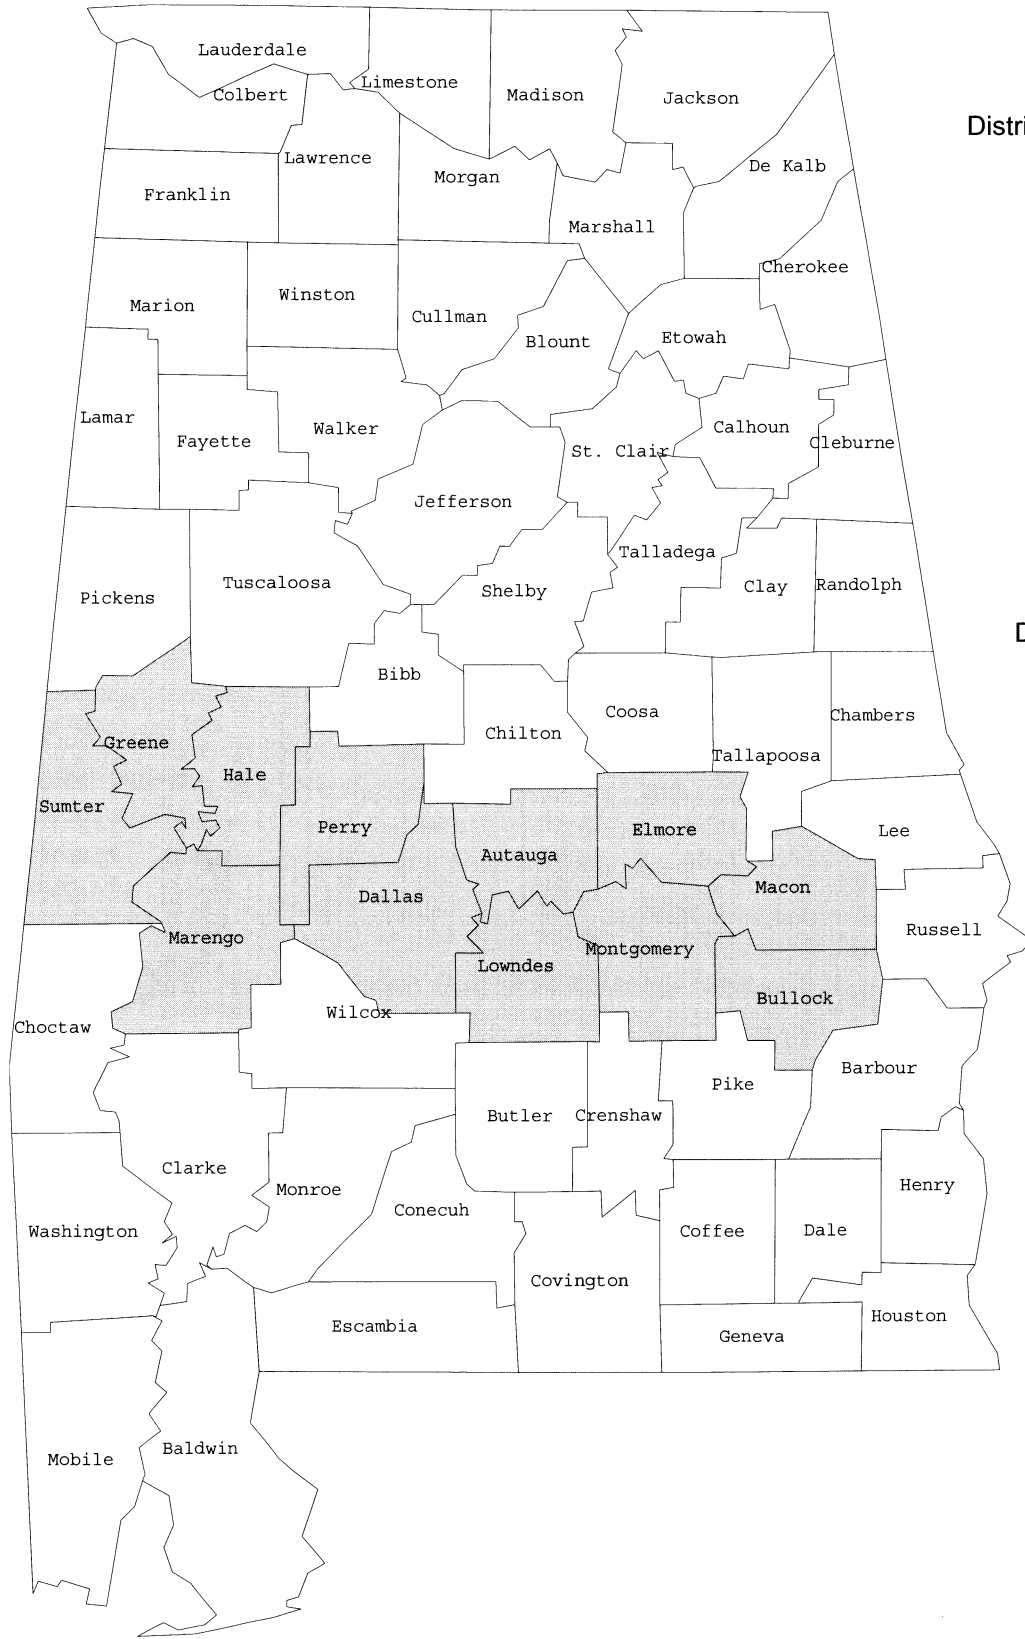 Lauderdale
Limestone
Colbert
Madison
Jackson
Distri
Lawrence
De Kalb
Morgan
Franklin
Marshall
Cherokee
Winston
Marion
Cullman
Etowah
Blount
Lamar
Calhoun
Walker
Fayette
Cleburne
St. Clair
Jefferson
Talladega
Tuscaloosa
Clay
Randolph
Shelby
Pickens
D
Bibb
Coosa
Chambers
Chilton
Greene
Tallapoosa
Hale
Sumter
Perry
Elmore
Lee
Autauga
Macon
Dallas
Russell
Marengo
Montgomery
Lowndes
Bullock
Wilcox
Choctaw
Barbour
Pike
Butler
Crenshaw
Clarke
Henry
Monroe
Conecuh
Washington
Coffee
Dale
Covington
Houston
Escambia
Geneva
Baldwin
Mobile